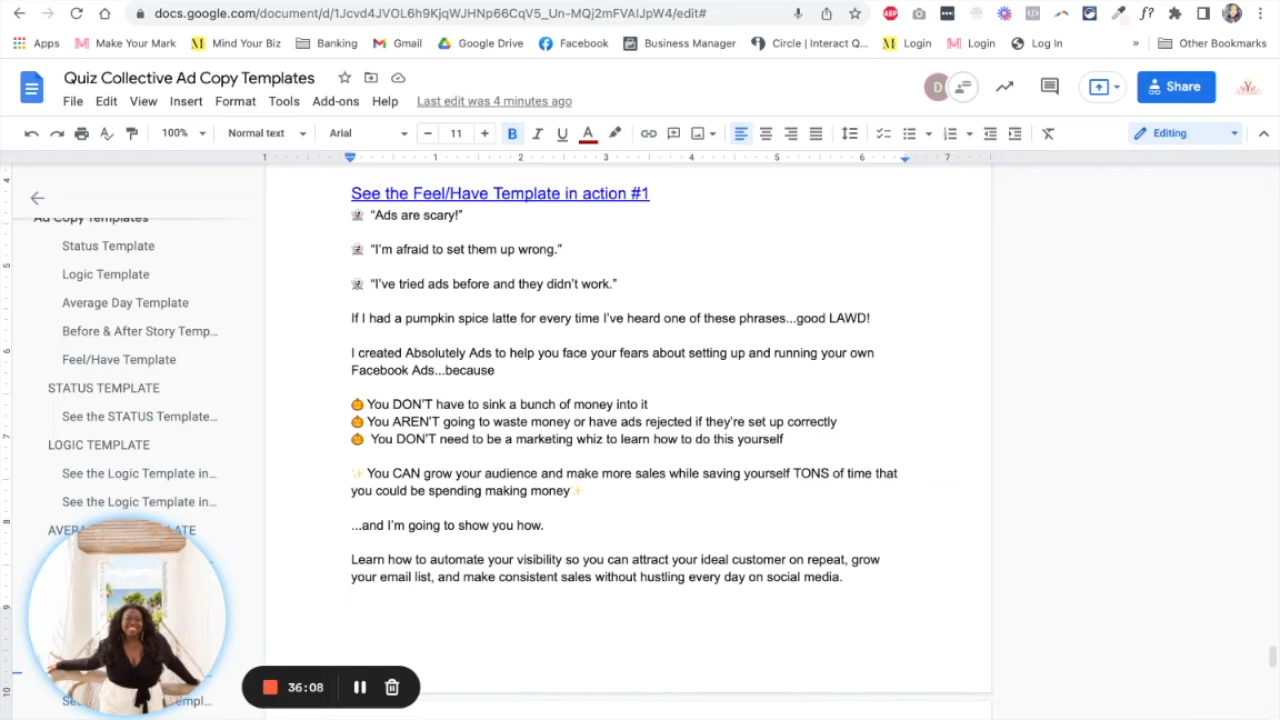 docs.google.com/document/d/1Jcvd4JVOL6h9KjqWJHNp66CqV5_Un-MQj2mFVAIJpW4/edit#
Apps Make Your Mark Mind Your Biz Banking Gmail Google Drive Facebook Business Manager Circle | Interact Q... Login Login Log In » Other Bookmarks
Quiz Collective Ad Copy Templates
File Edit View Insert Format Tools Add-ons Help Last edit was 4 minutes ago
D
Share
100% Normal text Arial 11 B I U A Editing
1 1 2 3 4 5 6 7
Ad Copy Templates
Status Template
Logic Template
Average Day Template
Before & After Story Temp...
Feel/Have Template
STATUS TEMPLATE
See the STATUS Template...
LOGIC TEMPLATE
See the Logic Template in...
See the Logic Template in...
See the Feel/Have Template in action #1
“Ads are scary!”
“I’m afraid to set them up wrong.”
“I’ve tried ads before and they didn’t work.”
If I had a pumpkin spice latte for every time I’ve heard one of these phrases...good LAWD!
I created Absolutely Ads to help you face your fears about setting up and running your own
Facebook Ads...because
🎃 You DON’T have to sink a bunch of money into it
🎃 You AREN’T going to waste money or have ads rejected if they’re set up correctly
🎃 You DON’T need to be a marketing whiz to learn how to do this yourself
✨ You CAN grow your audience and make more sales while saving yourself TONS of time that
you could be spending making money✨
...and I’m going to show you how.
Learn how to automate your visibility so you can attract your ideal customer on repeat, grow
your email list, and make consistent sales without hustling every day on social media.
36:08